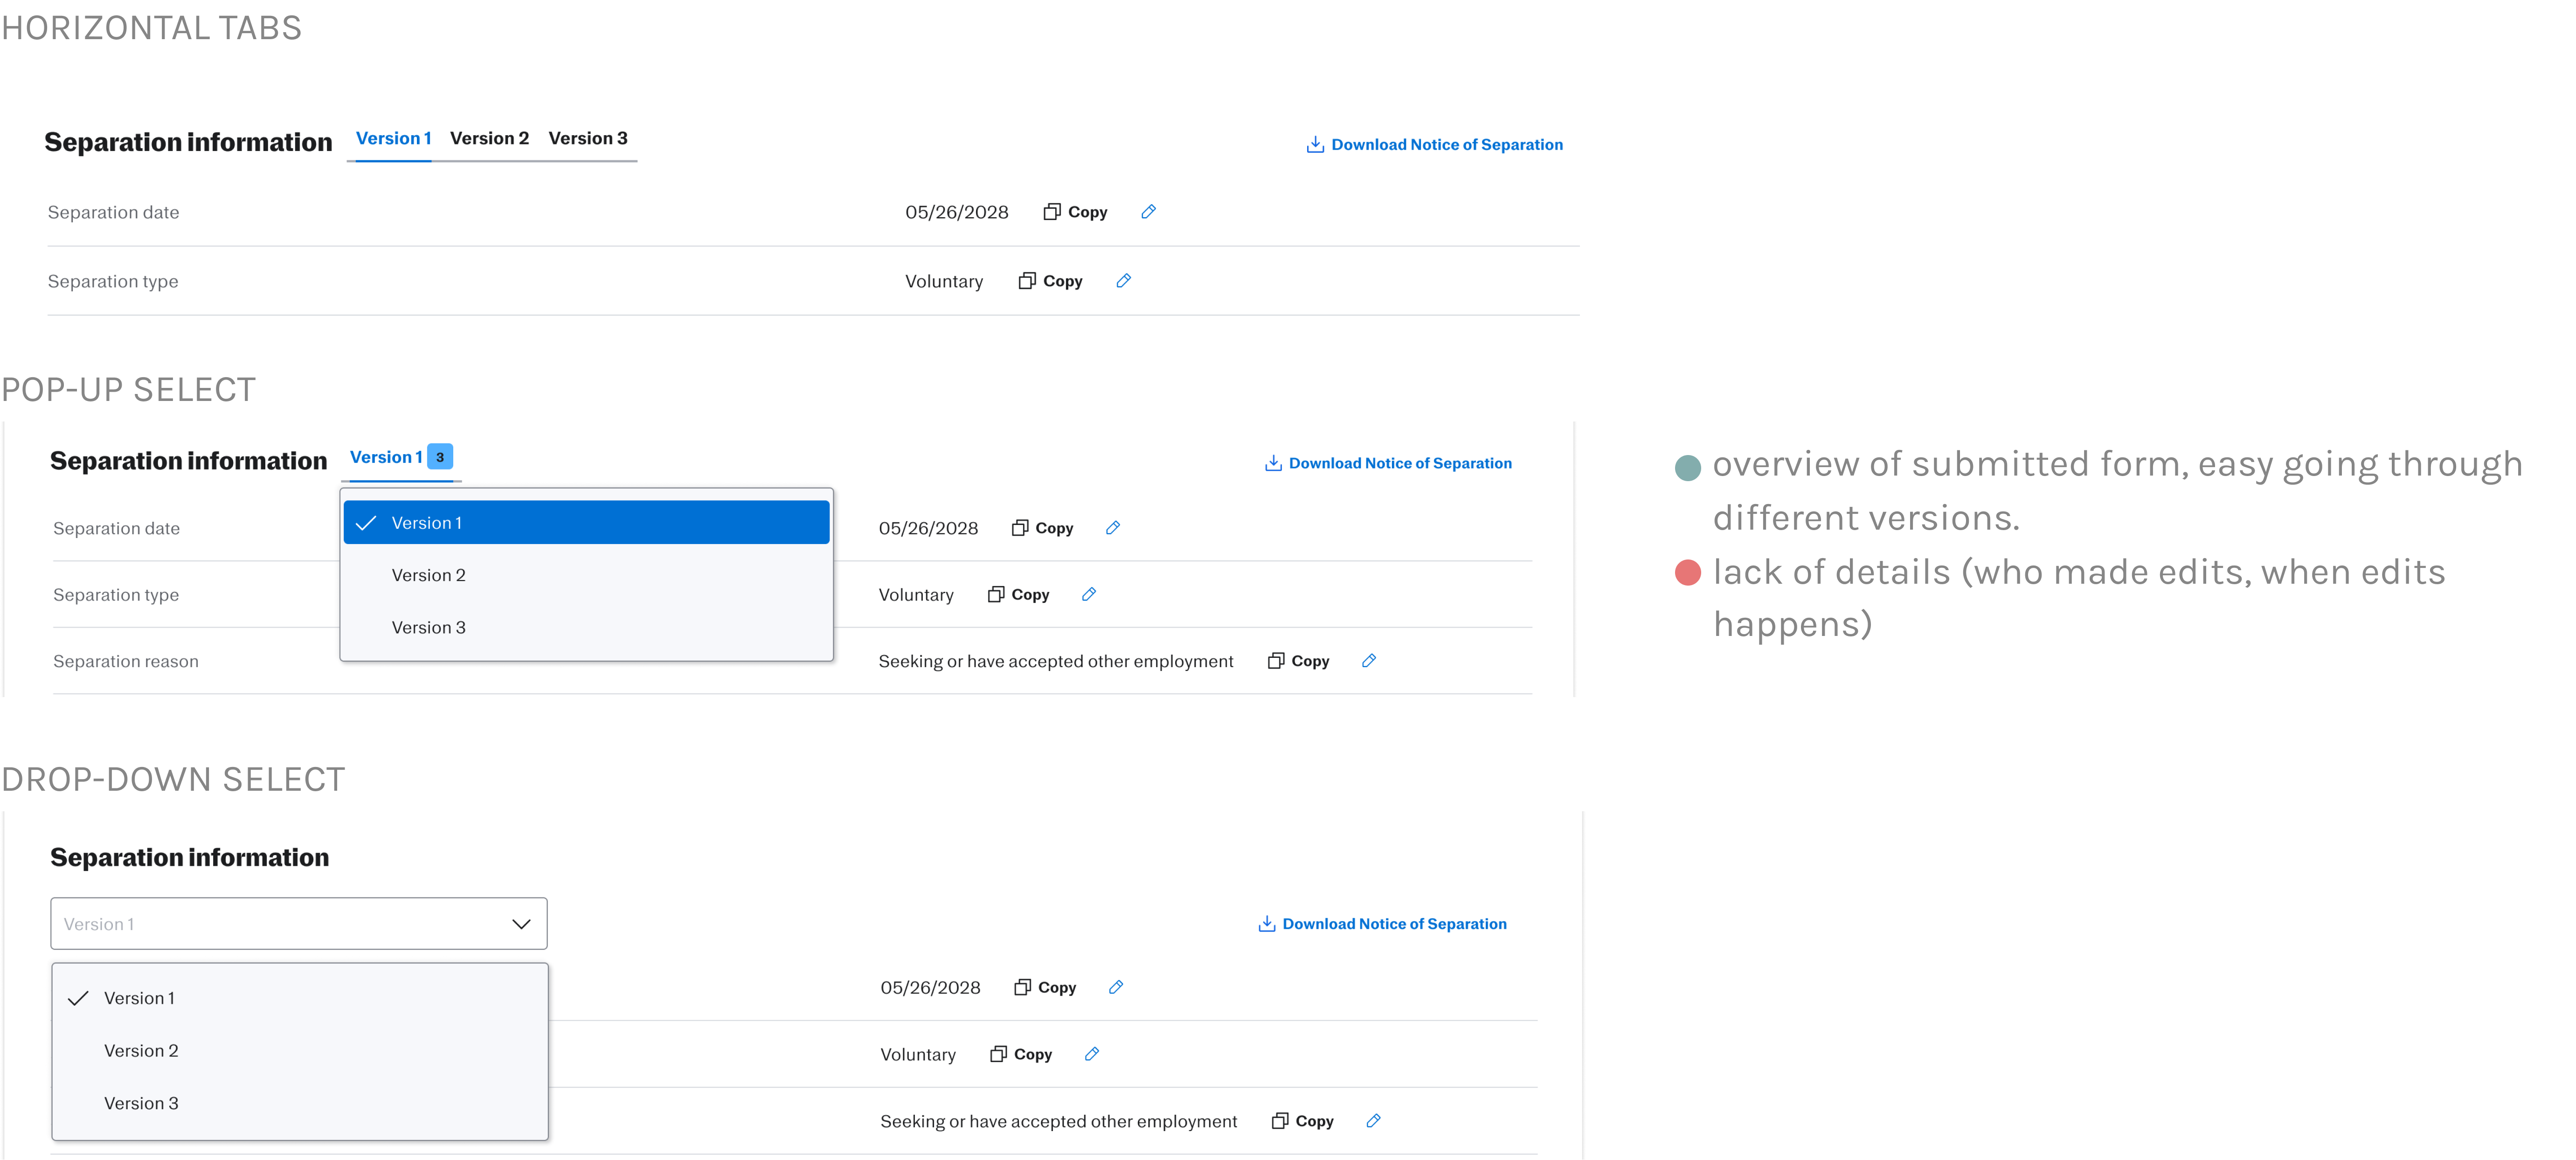 HORIZONTAL TABS
Separation information Version 1 Version 2 Version 3 Download Notice of Separation
Separation date 05/26/2028 Copy
Separation type Voluntary Copy
POP-UP SELECT
Separation information Version 1 3 Download Notice of Separation
Version 1
Separation date 05/26/2028 Copy
Version 2
Separation type Voluntary Copy
Version 3
Separation reason Seeking or have accepted other employment Copy
overview of submitted form, easy going through
different versions.
lack of details (who made edits, when edits
happens)
DROP-DOWN SELECT
Separation information
Version 1 Download Notice of Separation
Version 1 05/26/2028 Copy
Version 2 Voluntary Copy
Version 3 Seeking or have accepted other employment Copy